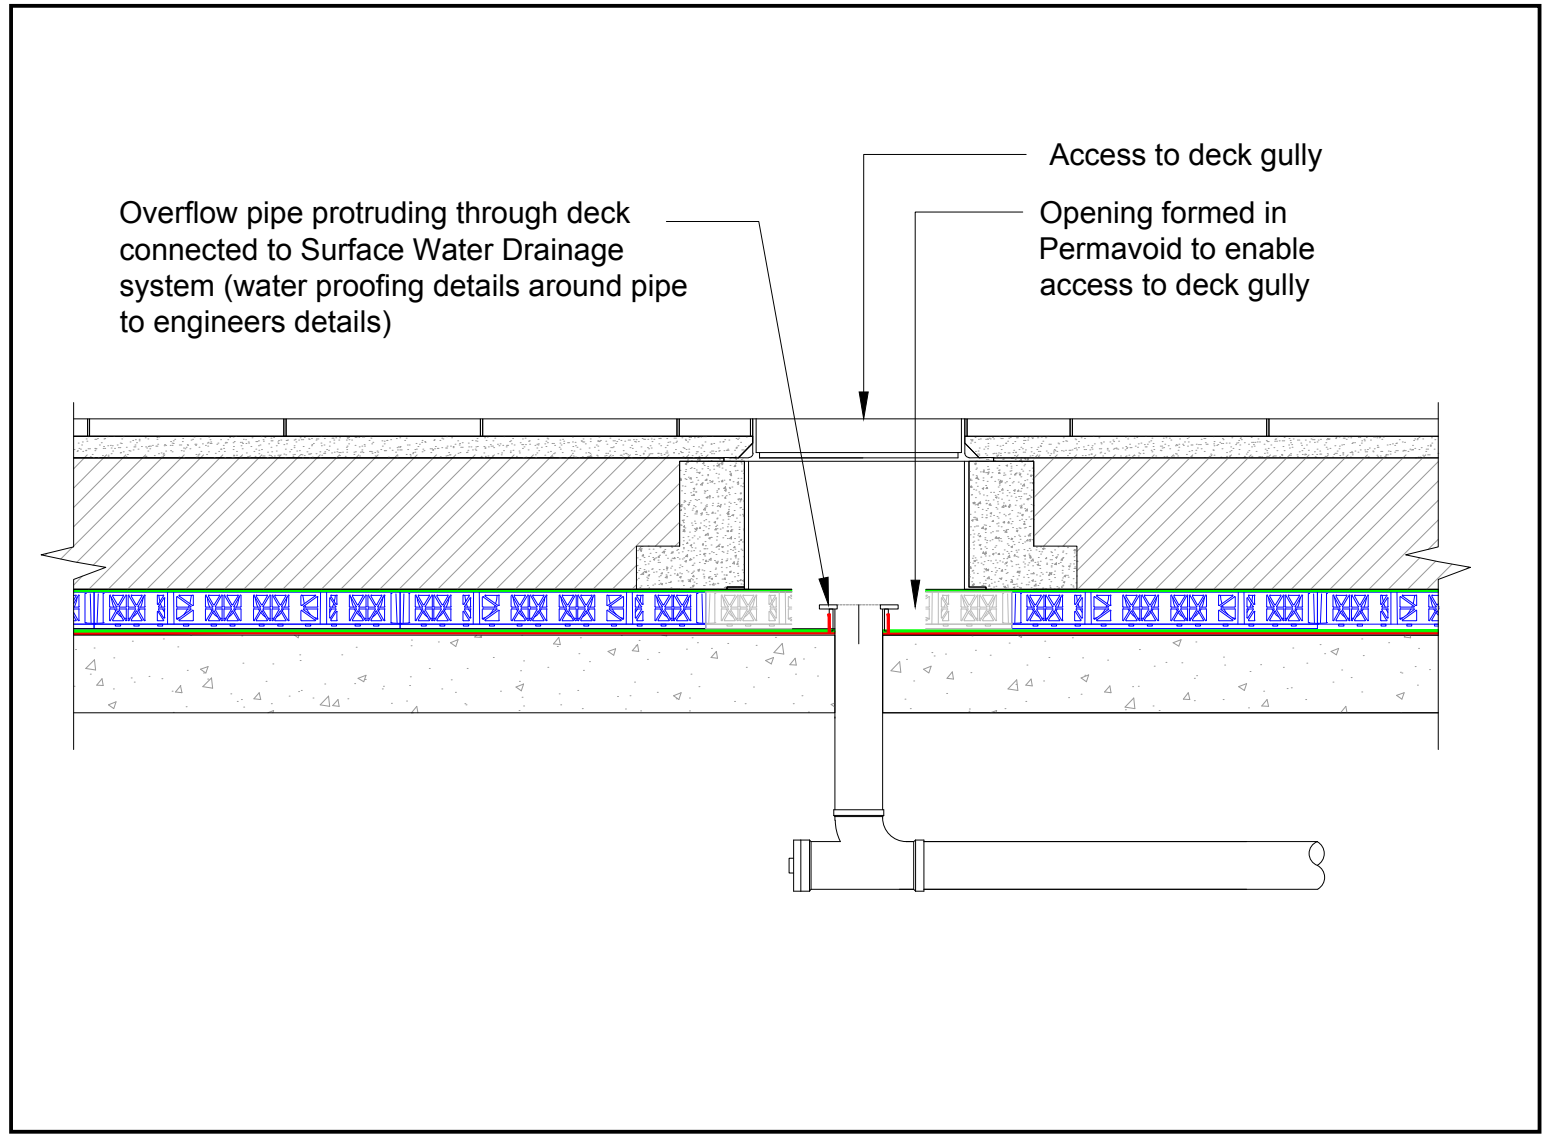 Access to deck gully
Overflow pipe protruding through deck
connected to Surface Water Drainage
system (water proofing details around pipe
to engineers details)
Opening formed in
Permavoid to enable
access to deck gully